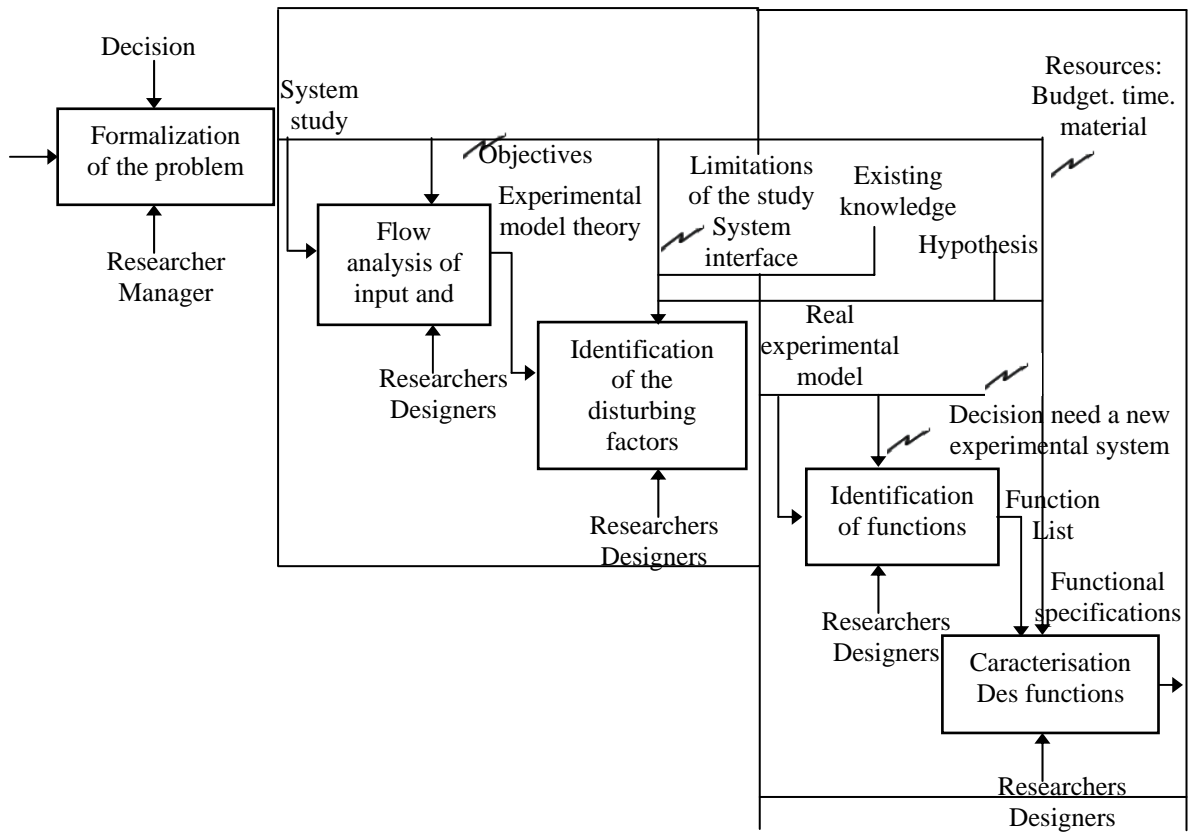 Decision
Formalization
of the problem
Researcher
Manager
System
study
Objectives
Flow
analysis of
input and
Researchers
Designers
Experimental
model theory
Identification
of the
disturbing
factors
Researchers
Designers
Limitations
of the study
System
interface
Existing
knowledge
Hypothesis
Resources:
Budget. time.
material
Real
experimental
model
Decision need a new
experimental system
Identification
of functions
Researchers
Designers
Function
List
Functional
specifications
Caracterisation
Des functions
Researchers
Designers